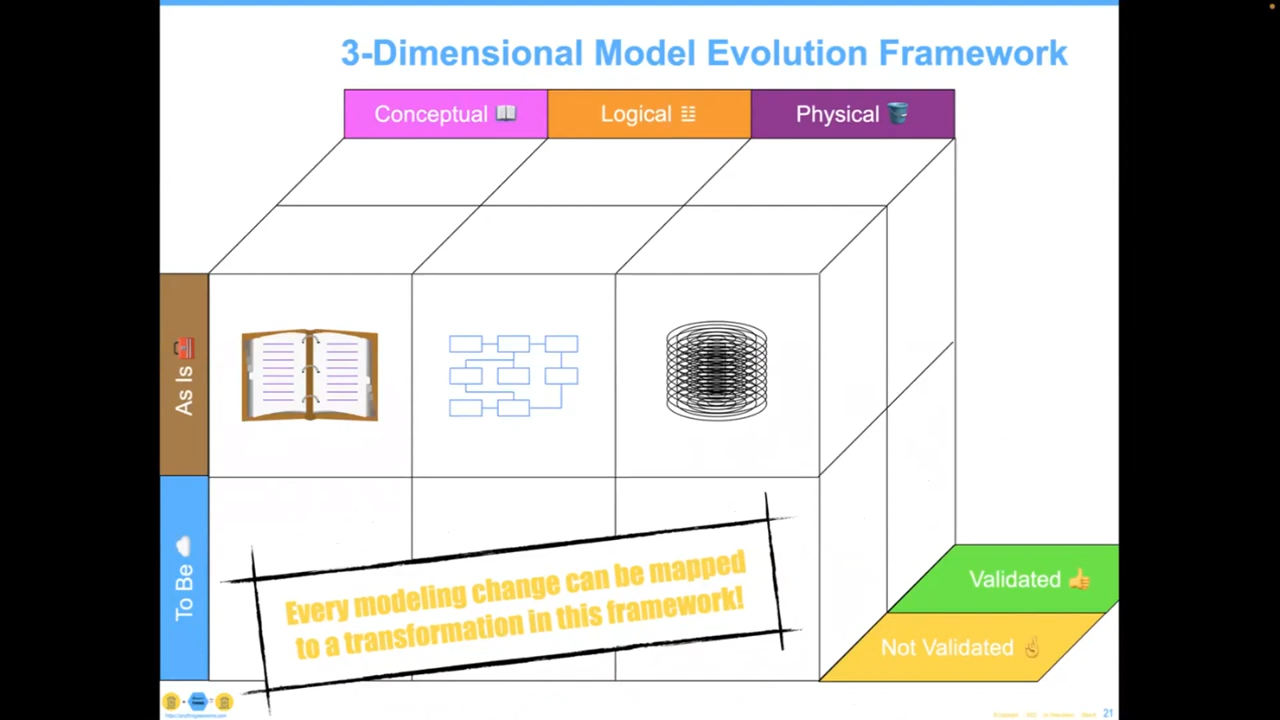 3-Dimensional Model Evolution Framework
Conceptual
Logical
Physical
As Is
To Be
Every modeling change can be mapped
to a transformation in this framework!
Validated
Not Validated
21